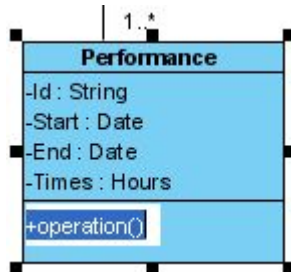 1..*
Performance
-Id : String
-Start : Date
-End : Date
-Times : Hours
+operation()